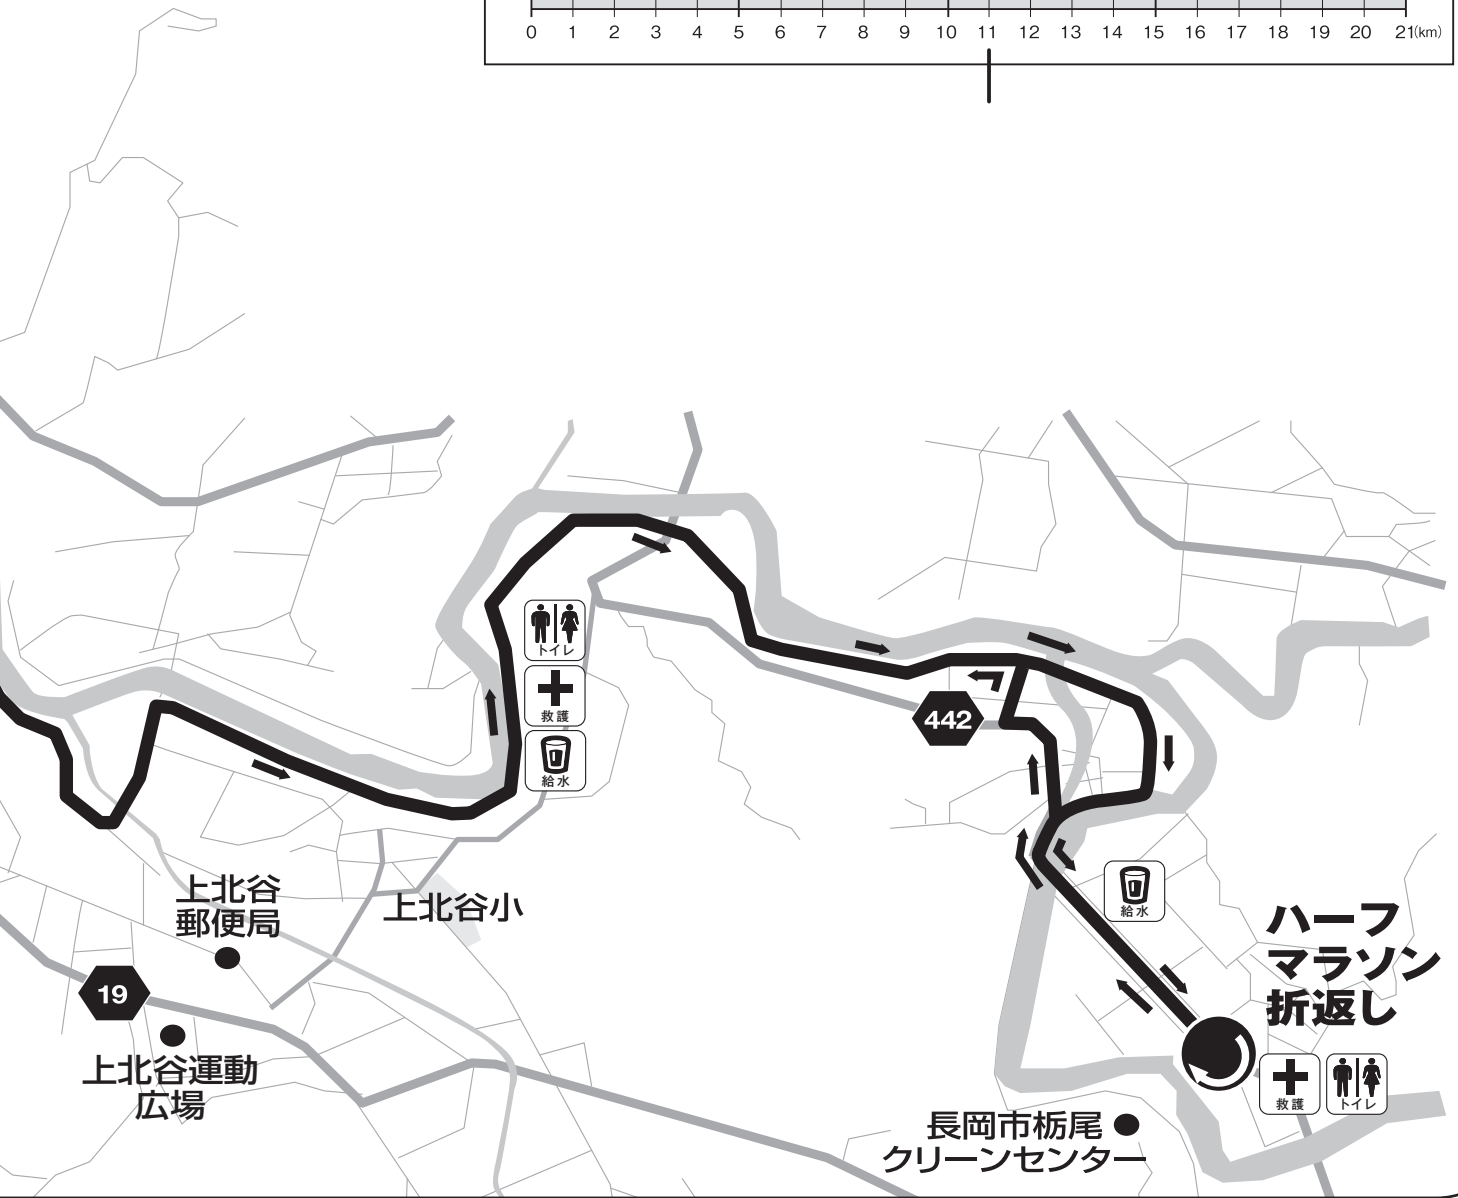 0 1 2 3 4 5 6 7 8 9 10 11 12 13 14 15 16 17 18 19 20 21(km)
トイレ
救護
給水
442
給水
上北谷
郵便局
上北谷小
ハーフ
マラソン
折返し
19
上北谷運動
広場
救護
トイレ
長岡市栃尾
クリーンセンター